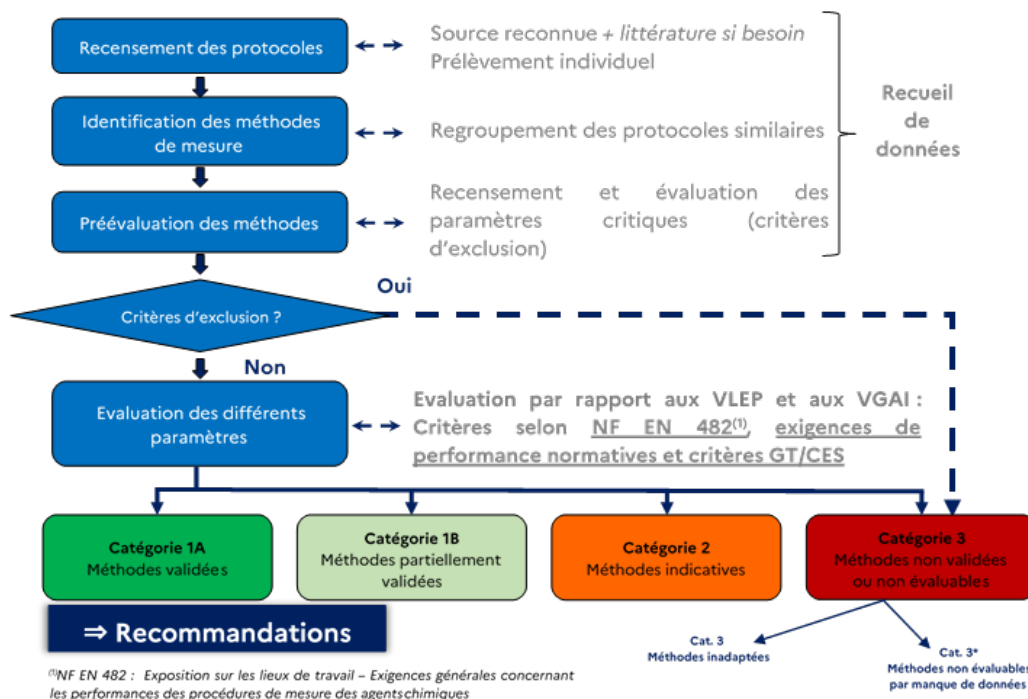 Recensement des protocoles
Source reconnue + littérature si besoin
Prélèvement individuel
Identification des méthodes
de mesure
Regroupement des protocoles similaires
Recueil
de
données
Préévaluation des méthodes
Recensement et évaluation des
paramètres critiques (critères
d'exclusion)
Oui
Critères d'exclusion ?
Non
Evaluation des différents
paramètres
Evaluation par rapport aux VLEP et aux VGAI :
Critères selon NF EN 482(1), exigences de
performance normatives et critères GT/CES
Catégorie 1A
Méthodes validées
Catégorie 1B
Méthodes partiellement
validées
Catégorie 2
Méthodes indicatives
Catégorie 3
Méthodes non validées
ou non évaluables
⇒ Recommandations
Cat. 3
Méthodes inadaptées
Cat. 3*
Méthodes non évaluables
par manque de données
(1)NF EN 482 : Exposition sur les lieux de travail – Exigences générales concernant
les performances des procédures de mesure des agentschimiques